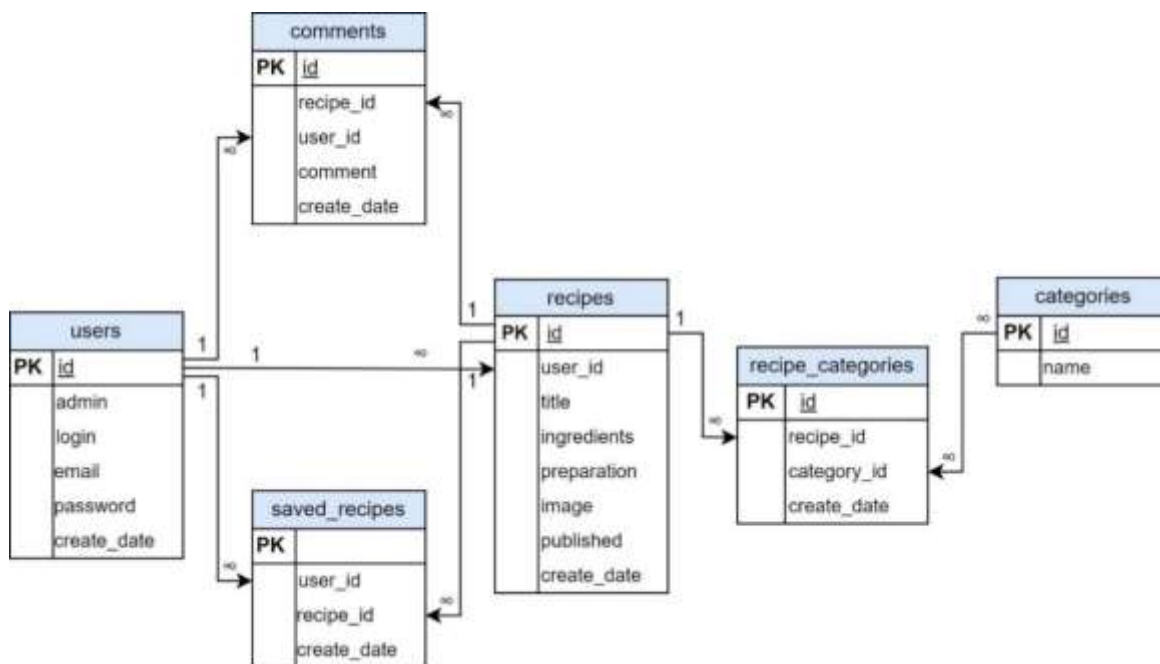 comments
PK id
recipe_id
user_id
comment
create_date
users
PK id
admin
login
email
password
create_date
saved_recipes
PK
user_id
recipe_id
create_date
recipes
PK id
user_id
title
ingredients
preparation
image
published
create_date
recipe_categories
PK id
recipe_id
category_id
create_date
categories
PK id
name
1
∞
1
∞
1
∞
1
∞
1
∞
1
∞
∞
∞